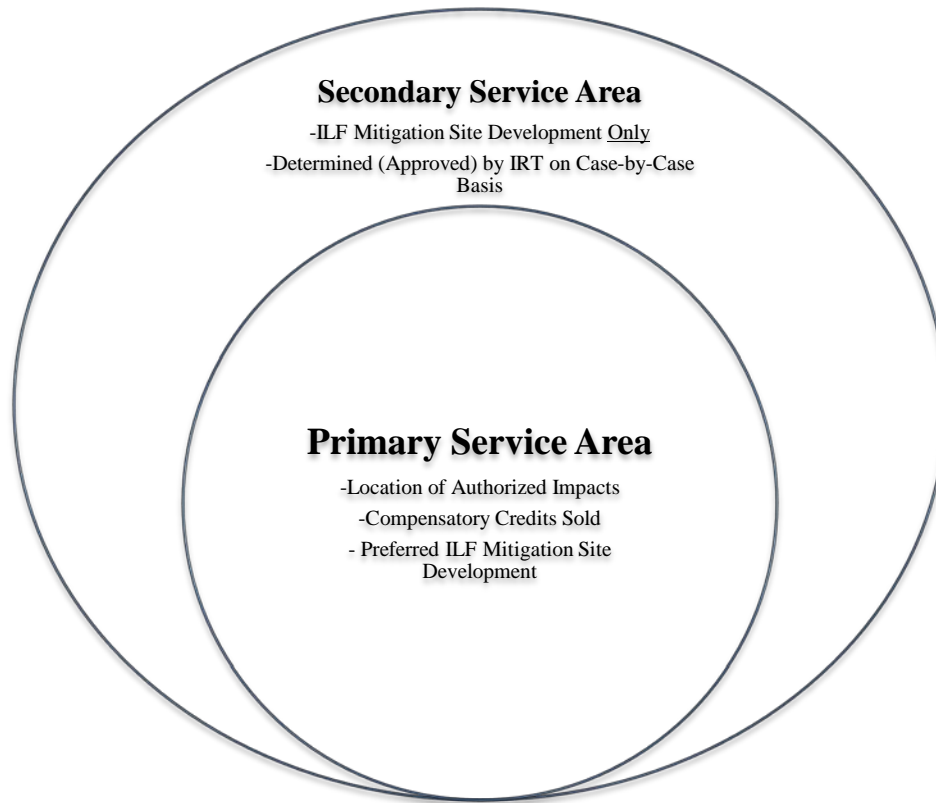 Secondary Service Area
-ILF Mitigation Site Development Only
-Determined (Approved) by IRT on Case-by-Case
Basis
Primary Service Area
-Location of Authorized Impacts
-Compensatory Credits Sold
- Preferred ILF Mitigation Site
Development